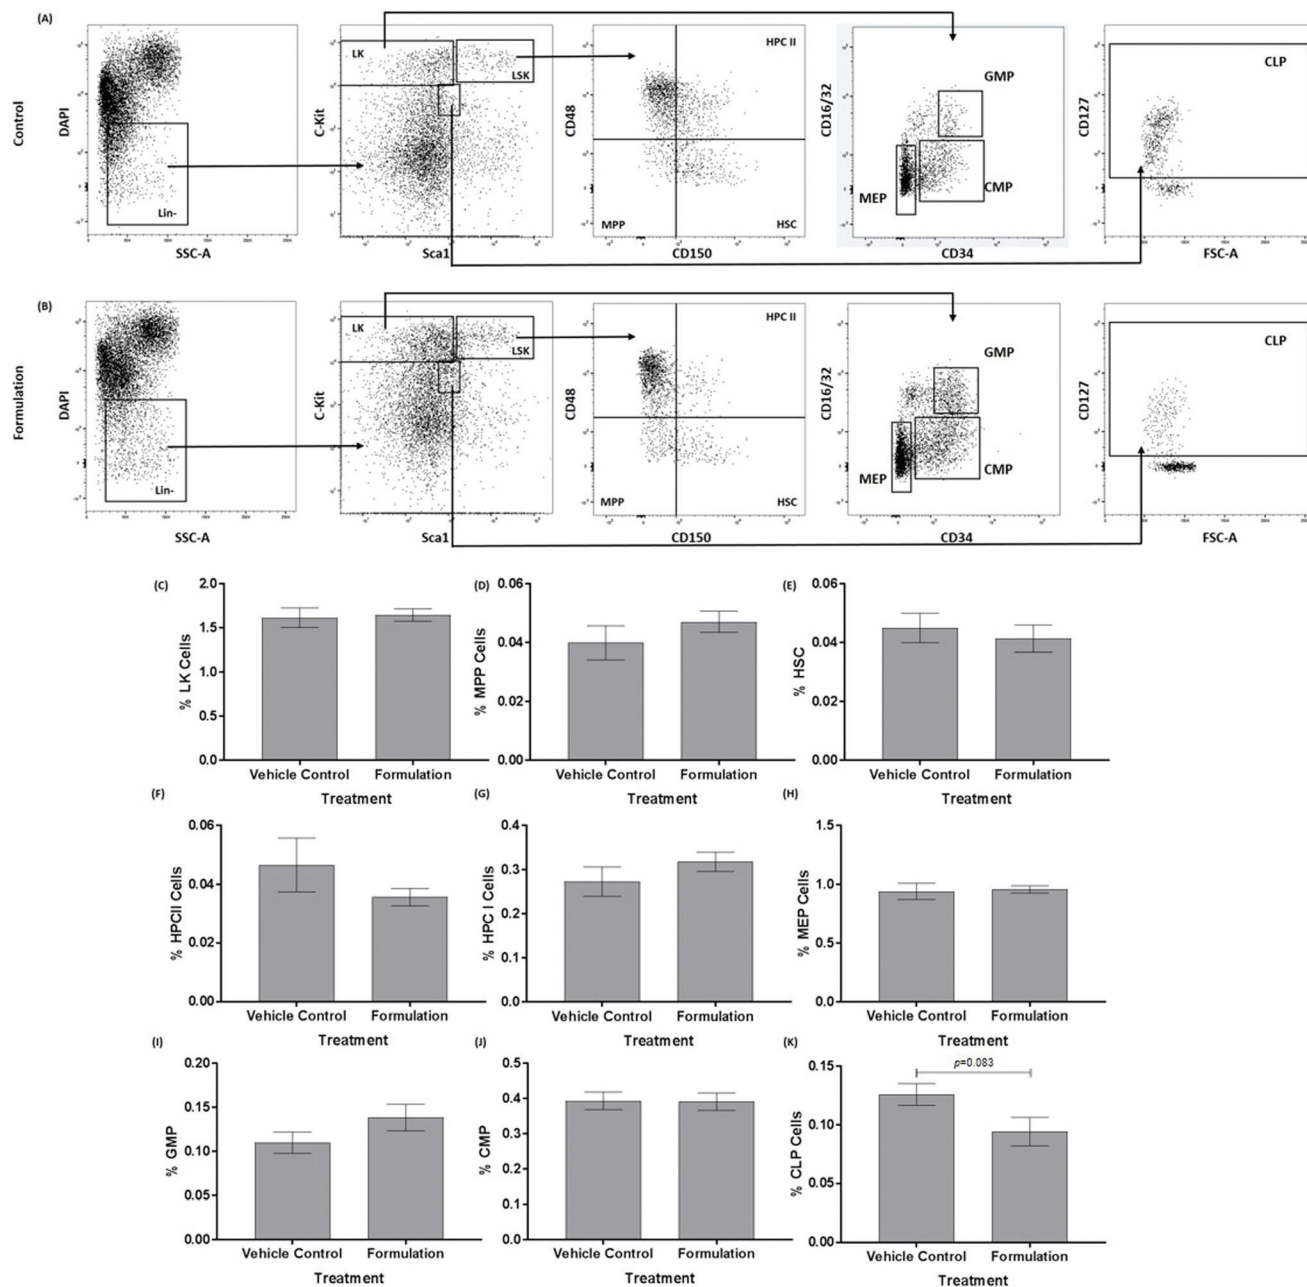 (A)
Control
DAPI
Lin-
SSC-A
C-Kit
LK
LSK
Sca1
CD48
HPC II
MPP
HSC
CD150
CD16/32
GMP
MEP
CMP
CD34
CD127
CLP
FSC-A
(B)
Formulation
DAPI
Lin-
SSC-A
C-Kit
LK
LSK
Sca1
CD48
HPC II
MPP
HSC
CD150
CD16/32
GMP
MEP
CMP
CD34
CD127
CLP
FSC-A
(C)
% LK Cells
2.0
1.5
1.0
0.5
0.0
Vehicle Control Formulation
Treatment
(D)
% MPP Cells
0.06
0.04
0.02
0.00
Vehicle Control Formulation
Treatment
(E)
% HSC
0.06
0.04
0.02
0.00
Vehicle Control Formulation
Treatment
(F)
% HPCII Cells
0.06
0.04
0.02
0.00
Vehicle Control Formulation
Treatment
(G)
% HPC I Cells
0.4
0.3
0.2
0.1
0.0
Vehicle Control Formulation
Treatment
(H)
% MEP Cells
1.5
1.0
0.5
0.0
Vehicle Control Formulation
Treatment
(I)
% GMP
0.20
0.15
0.10
0.05
0.00
Vehicle Control Formulation
Treatment
(J)
% CMP
0.5
0.4
0.3
0.2
0.1
0.0
Vehicle Control Formulation
Treatment
(K)
% CLP Cells
0.15
0.10
0.05
0.00
p=0.083
Vehicle Control Formulation
Treatment